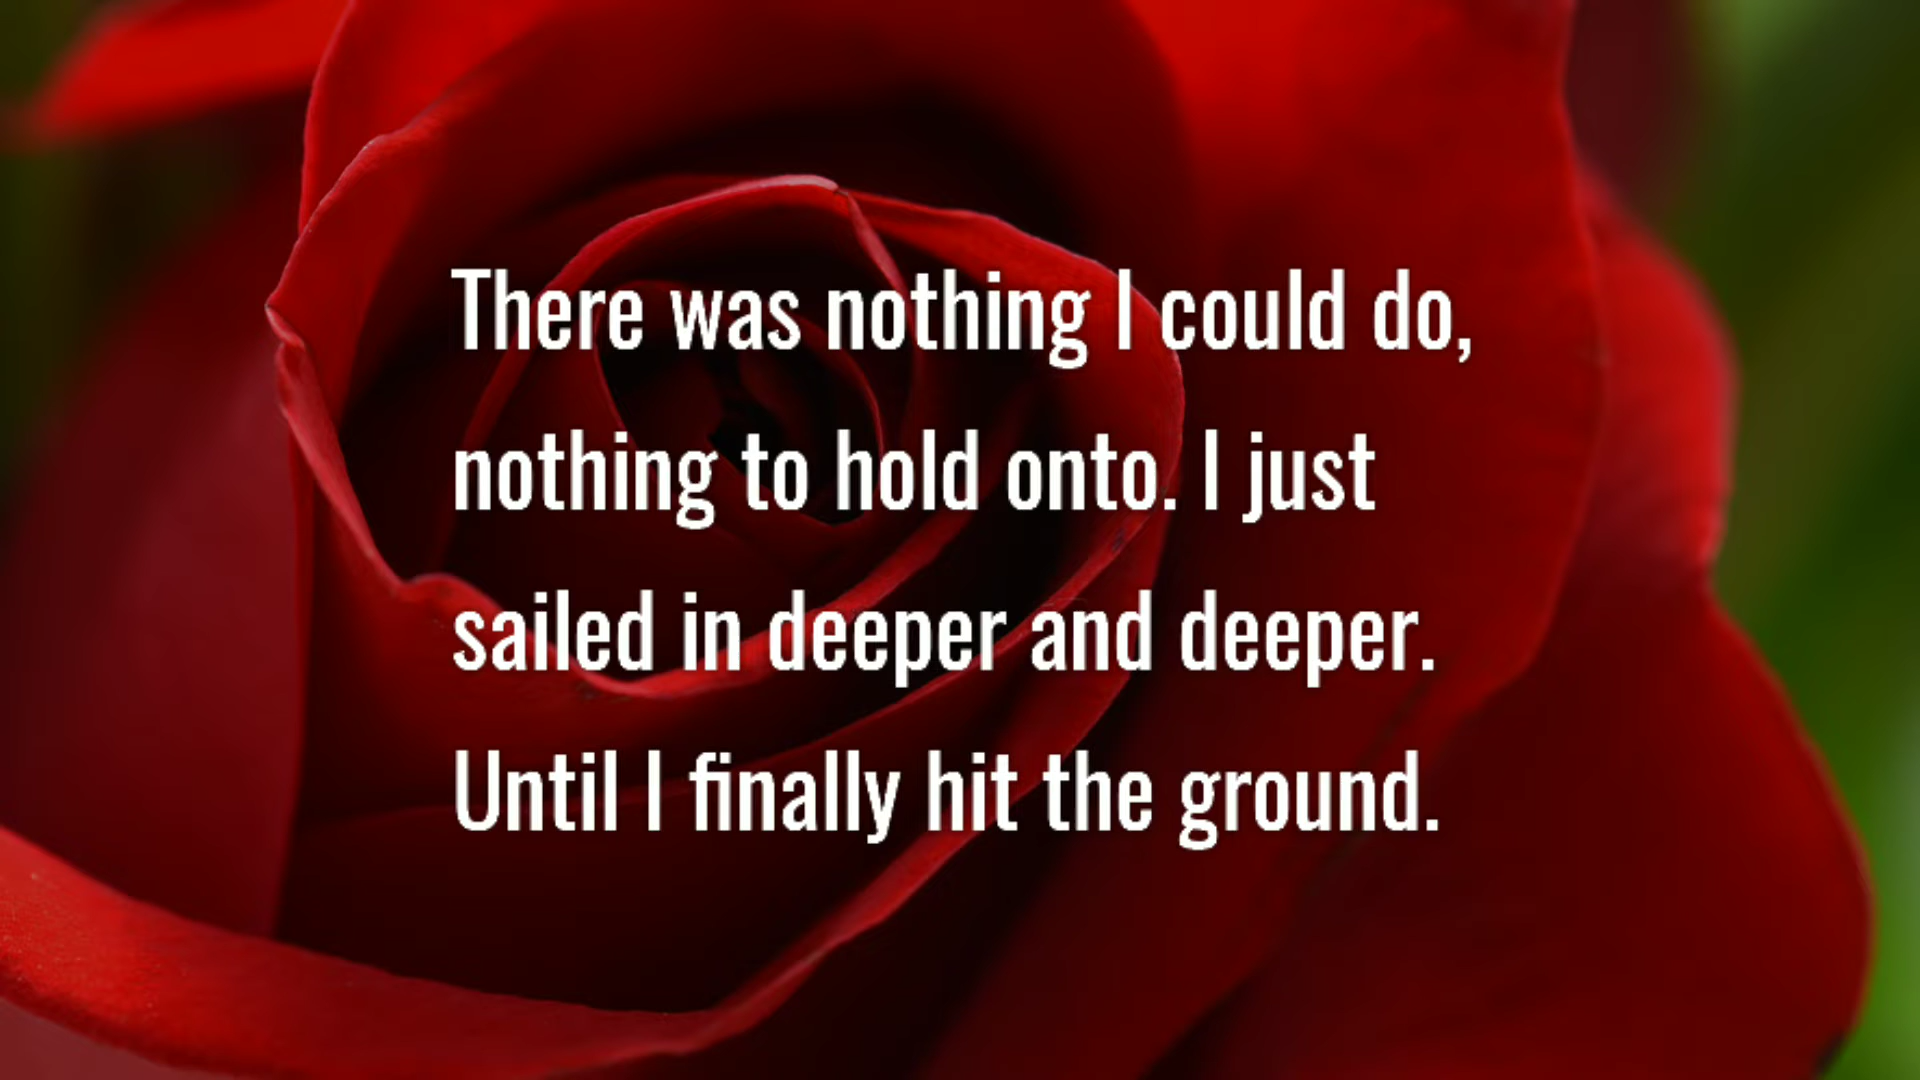 There was nothing I could do,
nothing to hold onto. I just
sailed in deeper and deeper.
Until I finally hit the ground.